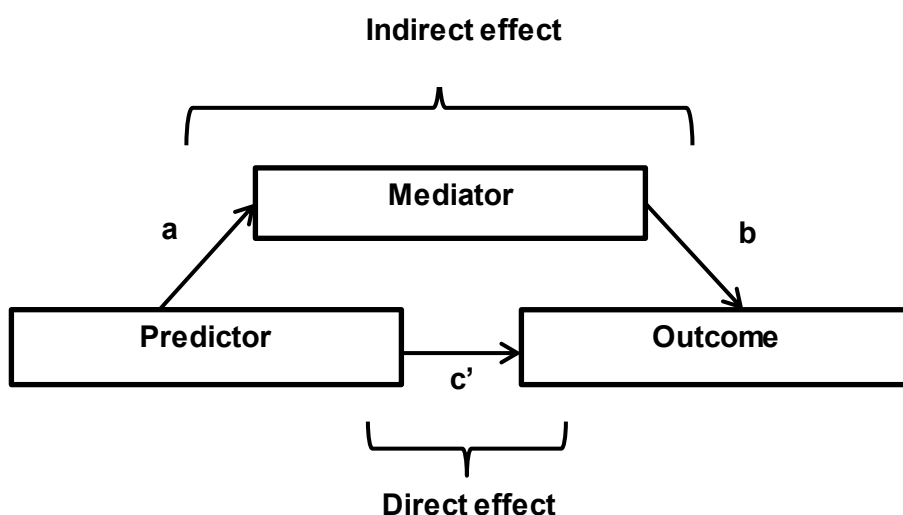 Indirect effect
Mediator
a
b
Predictor
Outcome
c’
Direct effect